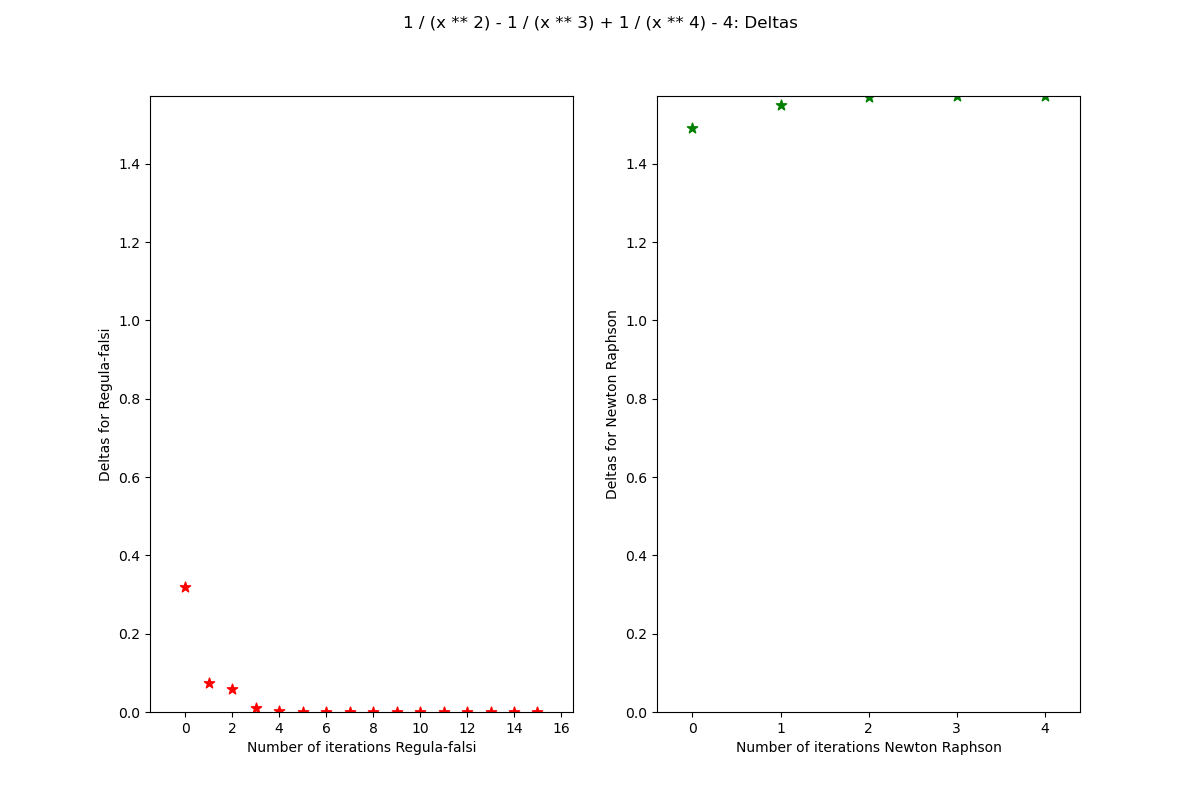 1 / (x ** 2) - 1 / (x ** 3) + 1 / (x ** 4) - 4: Deltas
Deltas for Regula-falsi
1.4
1.2
1.0
0.8
0.6
0.4
0.2
0.0
0 2 4 6 8 10 12 14 16
Number of iterations Regula-falsi
Deltas for Newton Raphson
1.4
1.2
1.0
0.8
0.6
0.4
0.2
0.0
0 1 2 3 4
Number of iterations Newton Raphson